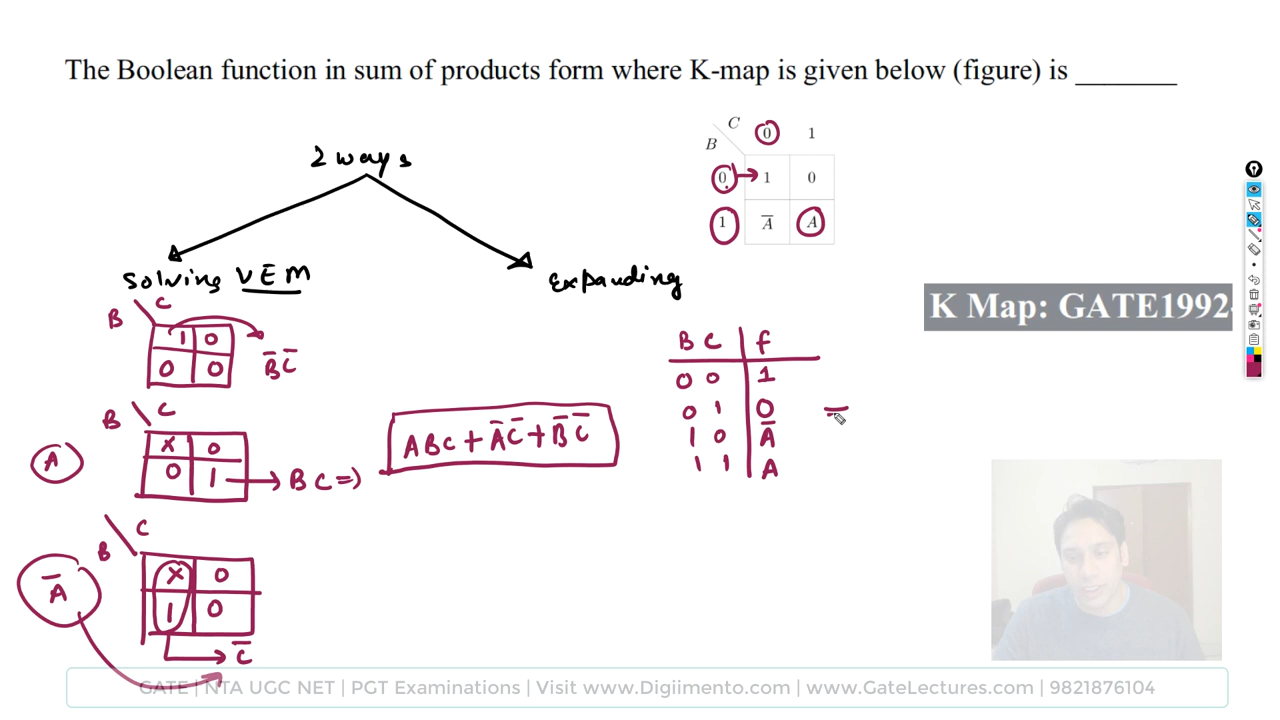 The Boolean function in sum of products form where K-map is given below (figure) is ________
C 0 1
B
0 1 0
1 A̅ A
2 ways
Solving VEM
Expanding
K Map: GATE1992
B C
1 0
0 0
B̅ C̅
B C
A
X 0
0 1
BC =>
ABC + A̅C̅ + B̅C̅
B C
A̅
X 0
1 0
C̅
B C f
0 0 1
0 1 0
1 0 A̅
1 1 A
GATE | NTA UGC NET | PGT Examinations | Visit www.Digiimento.com | www.GateLectures.com | 9821876104